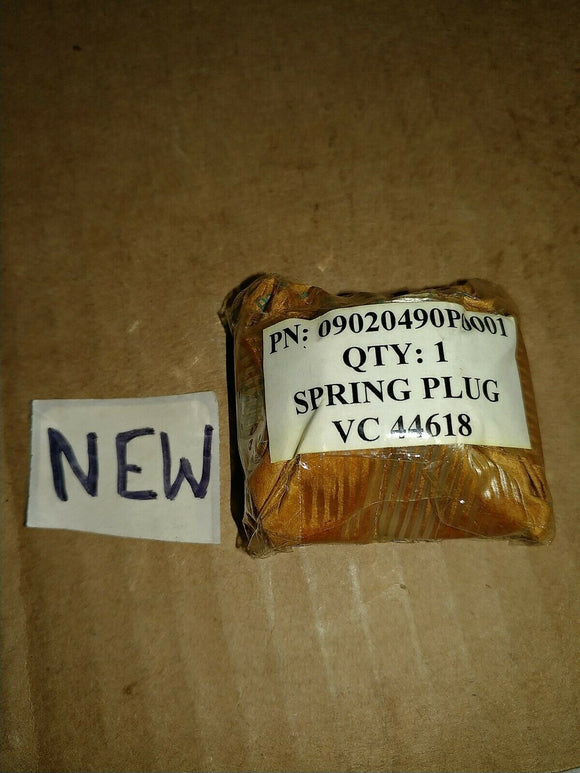 NEW
PN: 09020490P0001
QTY: 1
SPRING PLUG
VC 44618